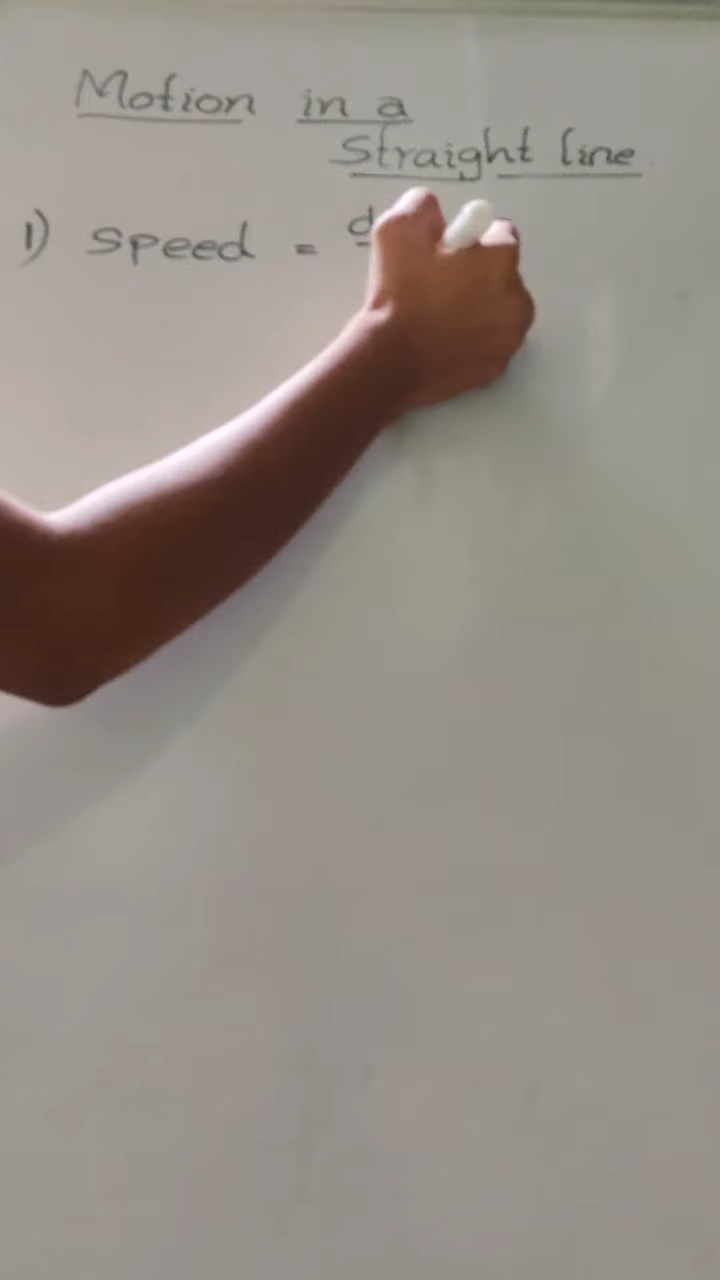 Motion in a
Straight line
1) Speed = d